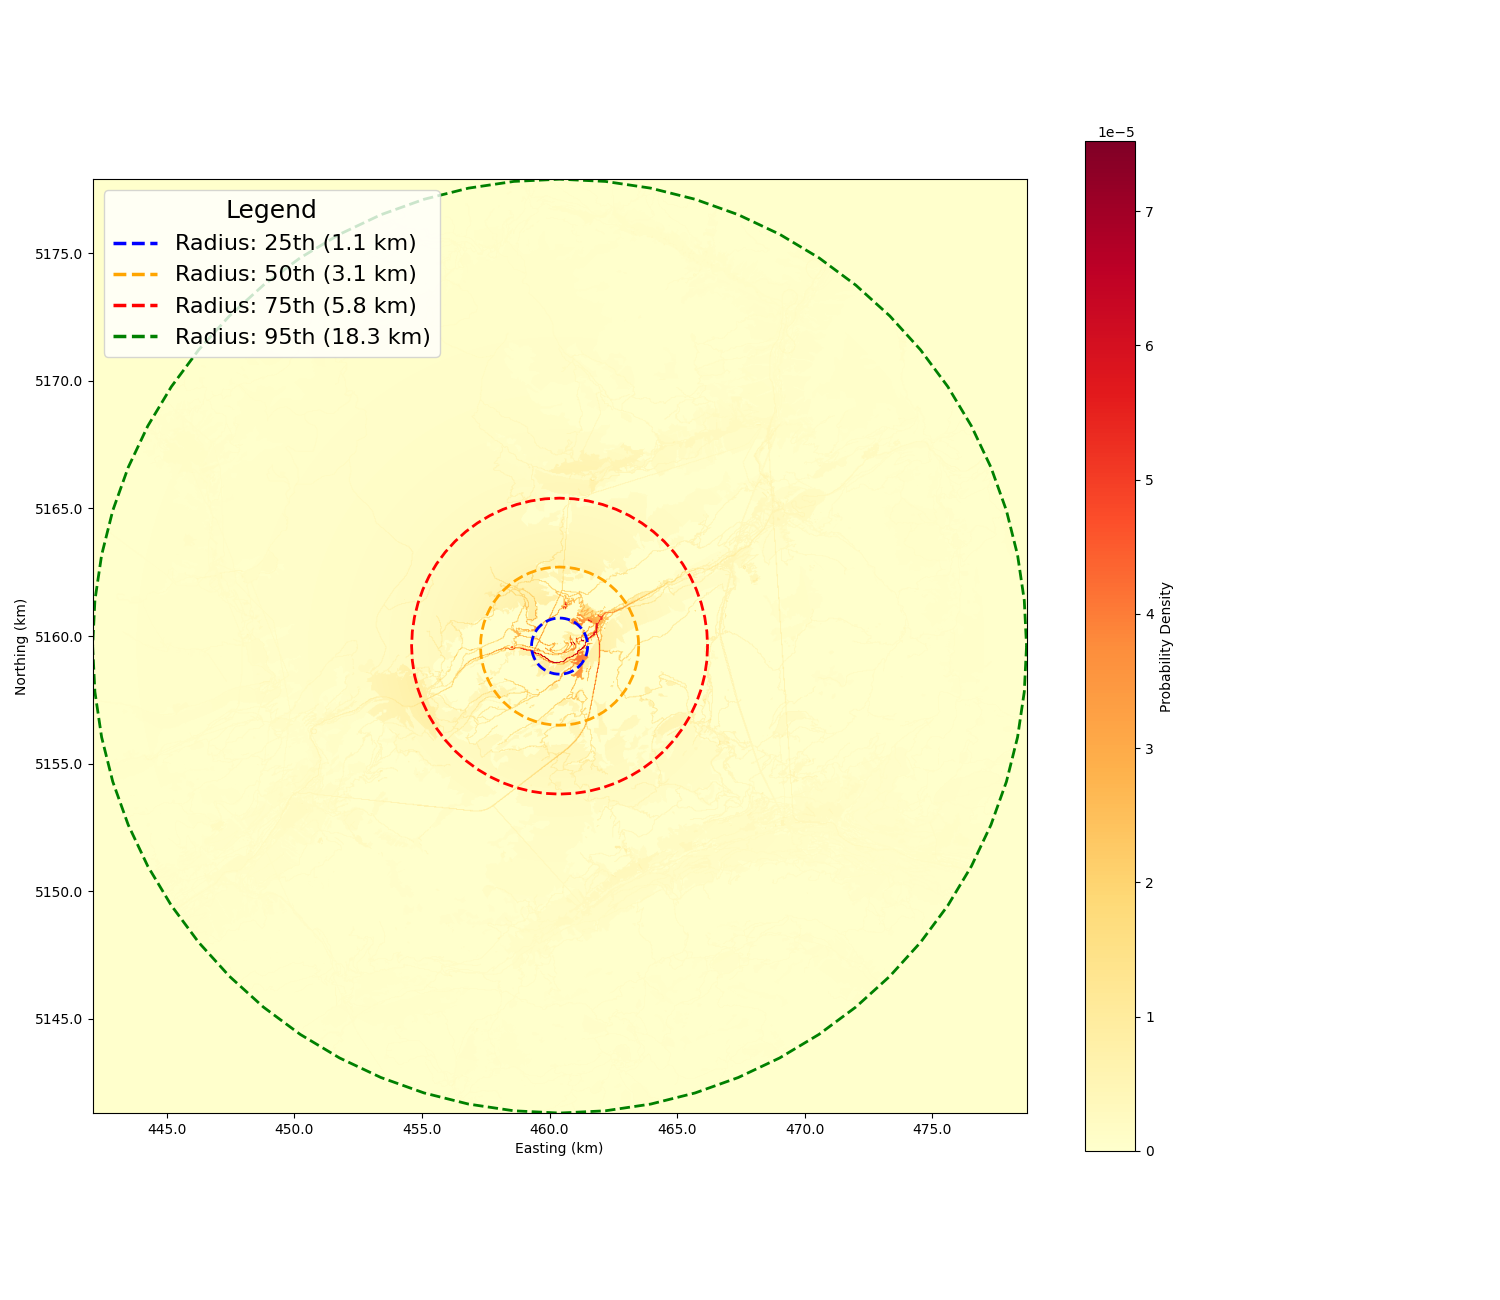 1e−5
Legend
Radius: 25th (1.1 km)
Radius: 50th (3.1 km)
Radius: 75th (5.8 km)
Radius: 95th (18.3 km)
5175.0
5170.0
5165.0
5160.0
5155.0
5150.0
5145.0
Northing (km)
445.0
450.0
455.0
460.0
465.0
470.0
475.0
Easting (km)
7
6
5
4
3
2
1
0
Probability Density